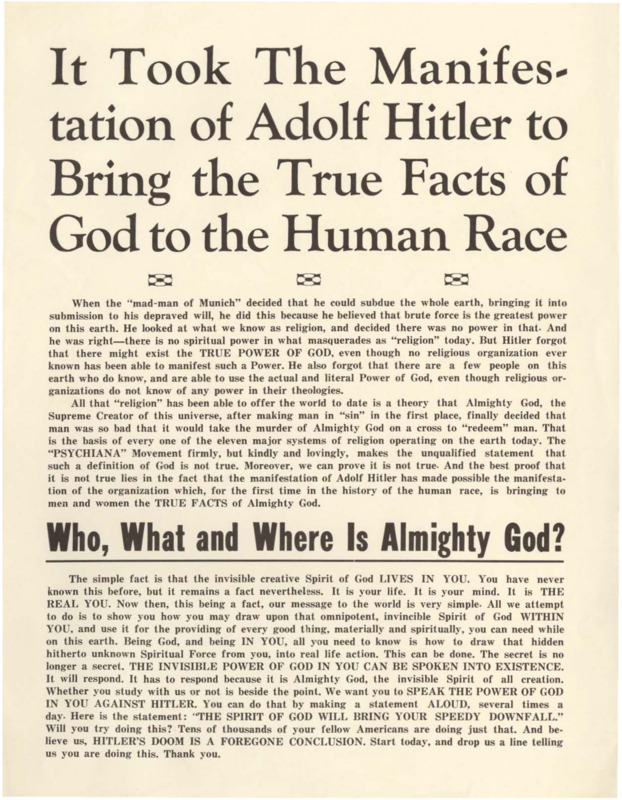 It Took The Manifes-
tation of Adolf Hitler to
Bring the True Facts of
God to the Human Race
When the "mad-man of Munich" decided that he could subdue the whole earth, bringing it into
submission to his depraved will, he did this because he believed that brute force is the greatest power
on this earth. He looked at what we know as religion, and decided there was no power in that. And
he was right—there is no spiritual power in what masquerades as "religion" today. But Hitler forgot
that there might exist the TRUE POWER OF GOD, even though no religious organization ever
known has been able to manifest such a Power. He also forgot that there are a few people on this
earth who do know, and are able to use the actual and literal Power of God, even though religious or-
ganizations do not know of any power in their theologies.
All that "religion" has been able to offer the world to date is a theory that Almighty God, the
Supreme Creator of this universe, after making man in "sin" in the first place, finally decided that
man was so bad that it would take the murder of Almighty God on a cross to "redeem" man. That
is the basis of every one of the eleven major systems of religion operating on the earth today. The
"PSYCHIANA" Movement firmly, but kindly and lovingly, makes the unqualified statement that
such a definition of God is not true. Moreover, we can prove it is not true. And the best proof that
it is not true lies in the fact that the manifestation of Adolf Hitler has made possible the manifesta-
tion of the organization which, for the first time in the history of the human race, is bringing to
men and women the TRUE FACTS of Almighty God.
Who, What and Where Is Almighty God?
The simple fact is that the invisible creative Spirit of God LIVES IN YOU. You have never
known this before, but it remains a fact nevertheless. It is your life. It is your mind. It is THE
REAL YOU. Now then, this being a fact, our message to the world is very simple. All we attempt
to do is to show you how you may draw upon that omnipotent, invincible Spirit of God WITHIN
YOU, and use it for the providing of every good thing, materially and spiritually, you can need while
on this earth. Being God, and being IN YOU, all you need to know is how to draw that hidden
hitherto unknown Spiritual Force from you, into real life action. This can be done. The secret is no
longer a secret. THE INVISIBLE POWER OF GOD IN YOU CAN BE SPOKEN INTO EXISTENCE.
It will respond. It has to respond because it is Almighty God, the invisible Spirit of all creation.
Whether you study with us or not is beside the point. We want you to SPEAK THE POWER OF GOD
IN YOU AGAINST HITLER. You can do that by making a statement ALOUD, several times a
day. Here is the statement: "THE SPIRIT OF GOD WILL BRING YOUR SPEEDY DOWNFALL."
Will you try doing this? Tens of thousands of your fellow Americans are doing just that. And be-
lieve us, HITLER'S DOOM IS A FOREGONE CONCLUSION. Start today, and drop us a line telling
us you are doing this. Thank you.